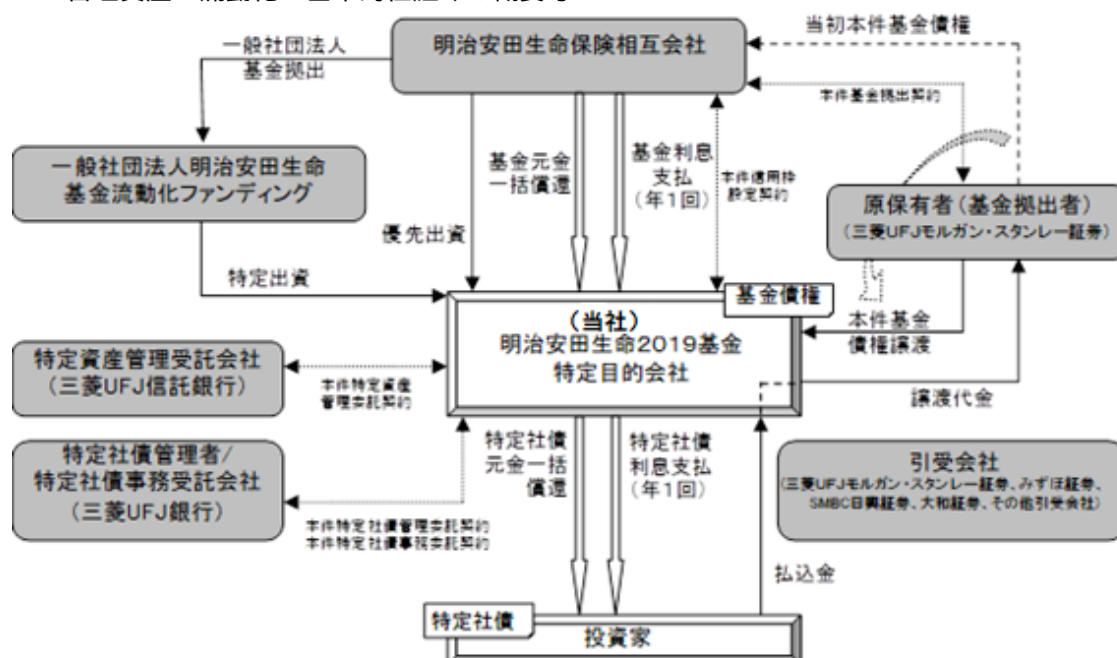 一般社団法人
基金拠出
明治安田生命保険相互会社
当初本件基金債権
本件基金拠出契約
一般社団法人明治安田生命
基金流動化ファンディング
基金元金
一括償還
基金利息
支払
(年1回)
本件信用枠
設定契約
原保有者(基金拠出者)
(三菱UFJモルガン・スタンレー証券)
優先出資
特定出資
基金債権
(当社)
明治安田生命2019基金
特定目的会社
本件基金
債権譲渡
特定資産管理受託会社
(三菱UFJ信託銀行)
本件特定資産
管理委託契約
譲渡代金
特定社債管理者/
特定社債事務受託会社
(三菱UFJ銀行)
特定社債
元金一括
償還
特定社債
利息支払
(年1回)
引受会社
(三菱UFJモルガン・スタンレー証券、みずほ証券、
SMBC日興証券、大和証券、その他引受会社)
本件特定社債管理委託契約
本件特定社債事務委託契約
払込金
特定社債
投資家